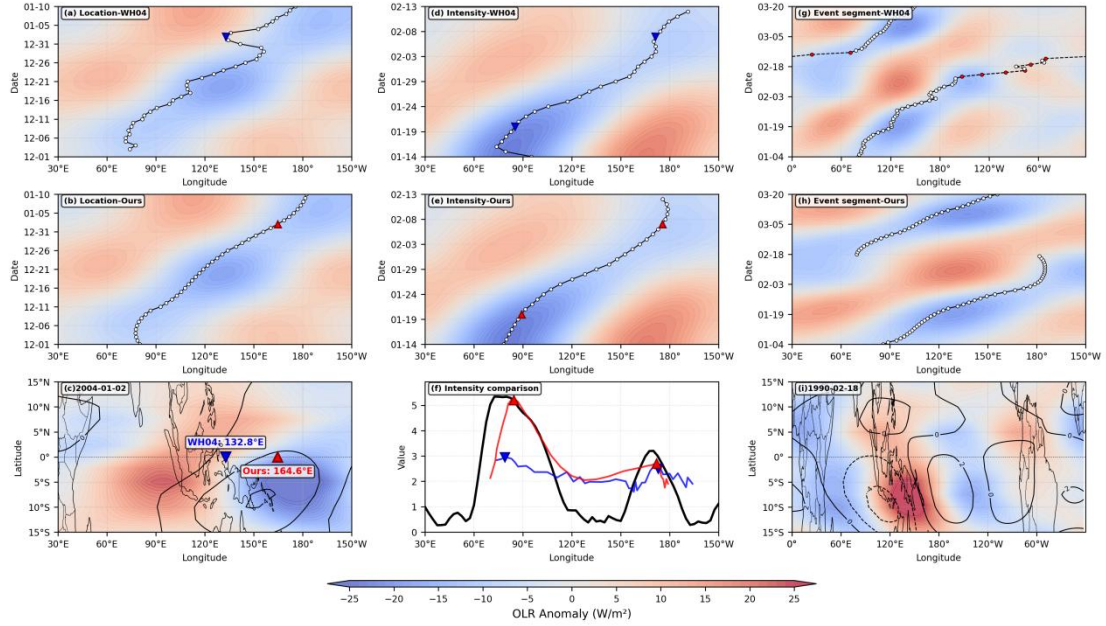 (a) Location-WH04
01-10
01-05
12-31
12-26
12-21
12-16
12-11
12-06
12-01
Date
30°E 60°E 90°E 120°E 150°E 180° 150°W
Longitude
(d) Intensity-WH04
02-13
02-08
02-03
01-29
01-24
01-19
01-14
Date
30°E 60°E 90°E 120°E 150°E 180° 150°W
Longitude
(g) Event segment-WH04
03-20
03-05
02-18
02-03
01-19
01-04
Date
0° 60°E 120°E 180° 120°W 60°W
Longitude
(b) Location-Ours
01-10
01-05
12-31
12-26
12-21
12-16
12-11
12-06
12-01
Date
30°E 60°E 90°E 120°E 150°E 180° 150°W
Longitude
(e) Intensity-Ours
02-13
02-08
02-03
01-29
01-24
01-19
01-14
Date
30°E 60°E 90°E 120°E 150°E 180° 150°W
Longitude
(h) Event segment-Ours
03-20
03-05
02-18
02-03
01-19
01-04
Date
30°E 60°E 90°E 120°E 150°E 180° 150°W
Longitude
(c)2004-01-02
15°N
10°N
5°N
0°
5°S
10°S
15°S
Latitude
WH04: 132.8°E
Ours: 164.6°E
30°E 60°E 90°E 120°E 150°E 180° 150°W
Longitude
(f) Intensity comparison
5
4
3
2
1
0
Value
30°E 60°E 90°E 120°E 150°E 180° 150°W
Longitude
(i)1990-02-18
15°N
10°N
5°N
0°
5°S
10°S
15°S
Latitude
0° 60°E 120°E 180° 120°W 60°W
Longitude
−25 −20 −15 −10 −5 0 5 10 15 20 25
OLR Anomaly (W/m²)